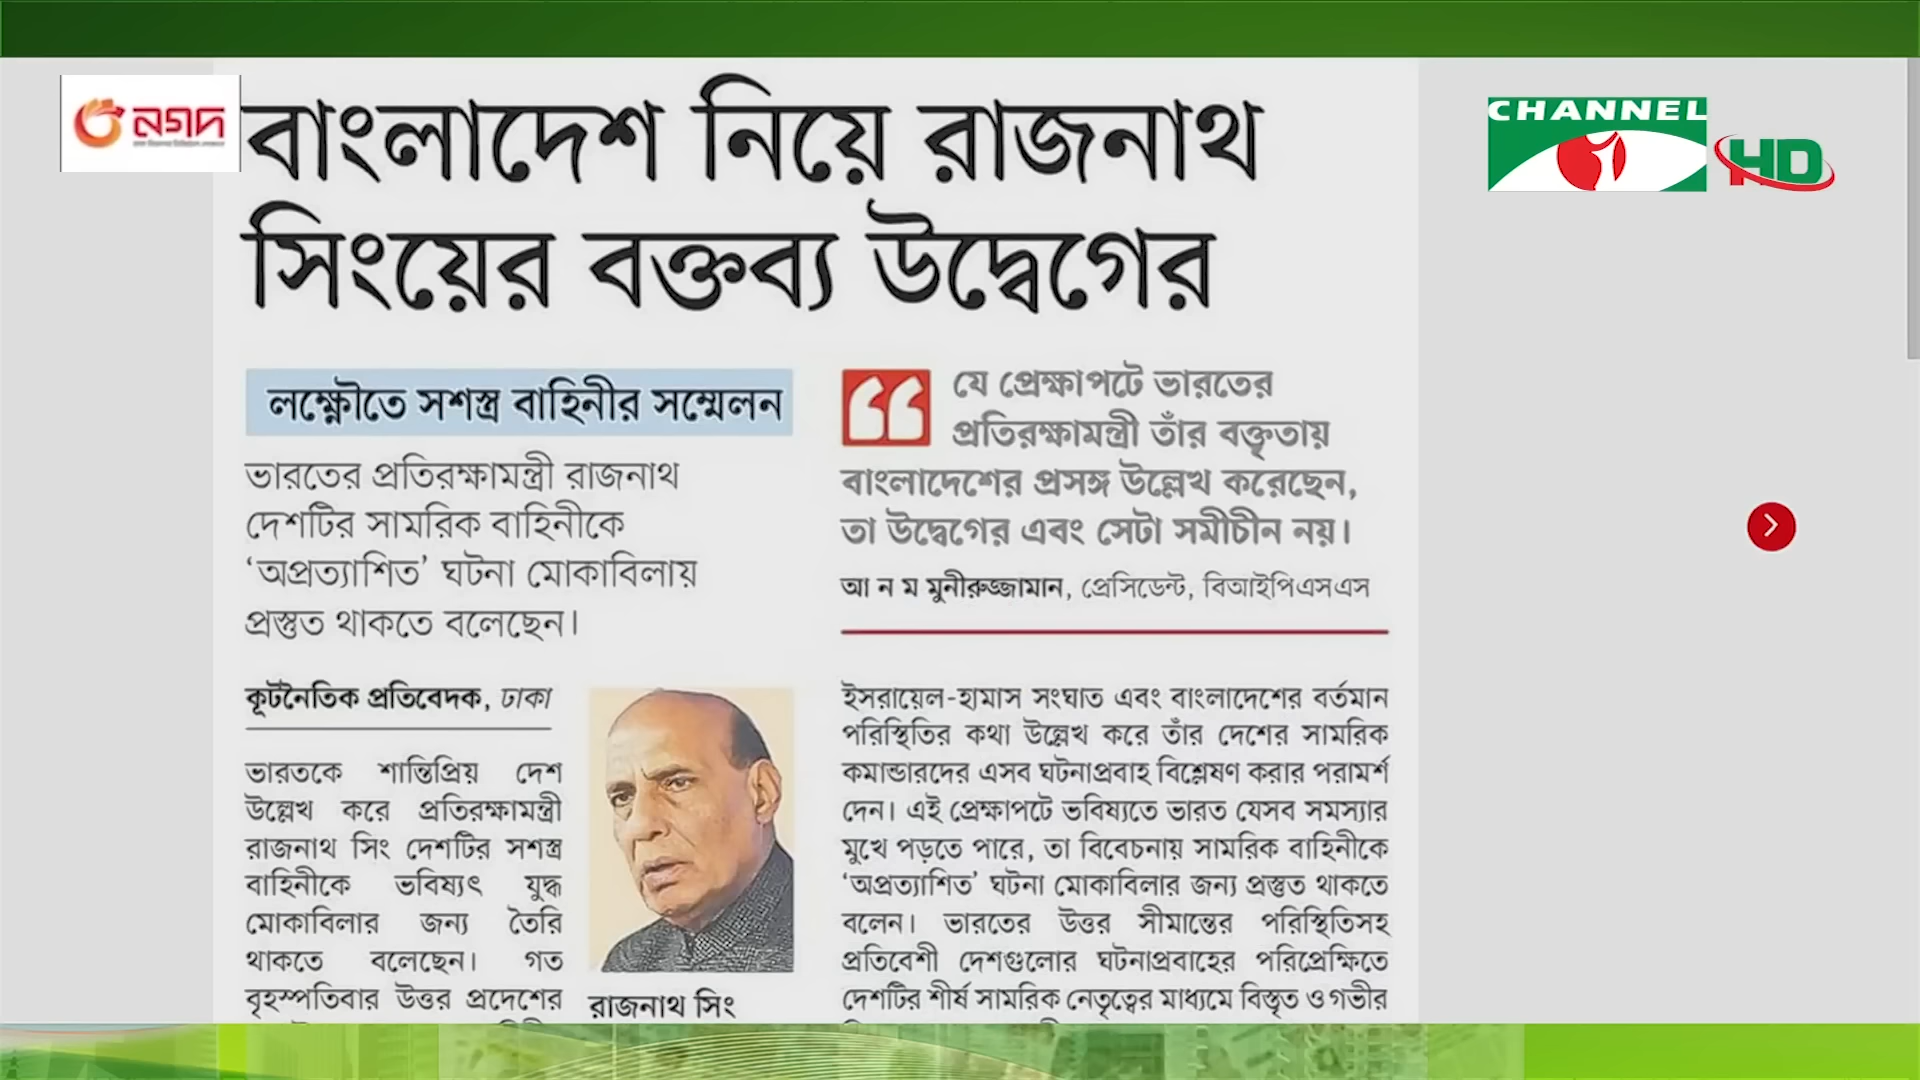 নগদ
CHANNEL
HD
বাংলাদেশ নিয়ে রাজনাথ
সিংয়ের বক্তব্য উদ্বেগের
লক্ষ্ণৌতে সশস্ত্র বাহিনীর সম্মেলন
ভারতের প্রতিরক্ষামন্ত্রী রাজনাথ
দেশটির সামরিক বাহিনীকে
‘অপ্রত্যাশিত’ ঘটনা মোকাবিলায়
প্রস্তুত থাকতে বলেছেন।
যে প্রেক্ষাপটে ভারতের
প্রতিরক্ষামন্ত্রী তাঁর বক্তৃতায়
বাংলাদেশের প্রসঙ্গ উল্লেখ করেছেন,
তা উদ্বেগের এবং সেটা সমীচীন নয়।
আ ন ম মুনীরুজ্জামান, প্রেসিডেন্ট, বিআইপিএসএস
কূটনৈতিক প্রতিবেদক, ঢাকা
ভারতকে শান্তিপ্রিয় দেশ
উল্লেখ করে প্রতিরক্ষামন্ত্রী
রাজনাথ সিং দেশটির সশস্ত্র
বাহিনীকে ভবিষ্যৎ যুদ্ধ
মোকাবিলার জন্য তৈরি
থাকতে বলেছেন। গত
বৃহস্পতিবার উত্তর প্রদেশের
রাজনাথ সিং
ইসরায়েল-হামাস সংঘাত এবং বাংলাদেশের বর্তমান
পরিস্থিতির কথা উল্লেখ করে তাঁর দেশের সামরিক
কমান্ডারদের এসব ঘটনাপ্রবাহ বিশ্লেষণ করার পরামর্শ
দেন। এই প্রেক্ষাপটে ভবিষ্যতে ভারত যেসব সমস্যার
মুখে পড়তে পারে, তা বিবেচনায় সামরিক বাহিনীকে
‘অপ্রত্যাশিত’ ঘটনা মোকাবিলার জন্য প্রস্তুত থাকতে
বলেন। ভারতের উত্তর সীমান্তের পরিস্থিতিসহ
প্রতিবেশী দেশগুলোর ঘটনাপ্রবাহের পরিপ্রেক্ষিতে
দেশটির শীর্ষ সামরিক নেতৃত্বের মাধ্যমে বিস্তৃত ও গভীর